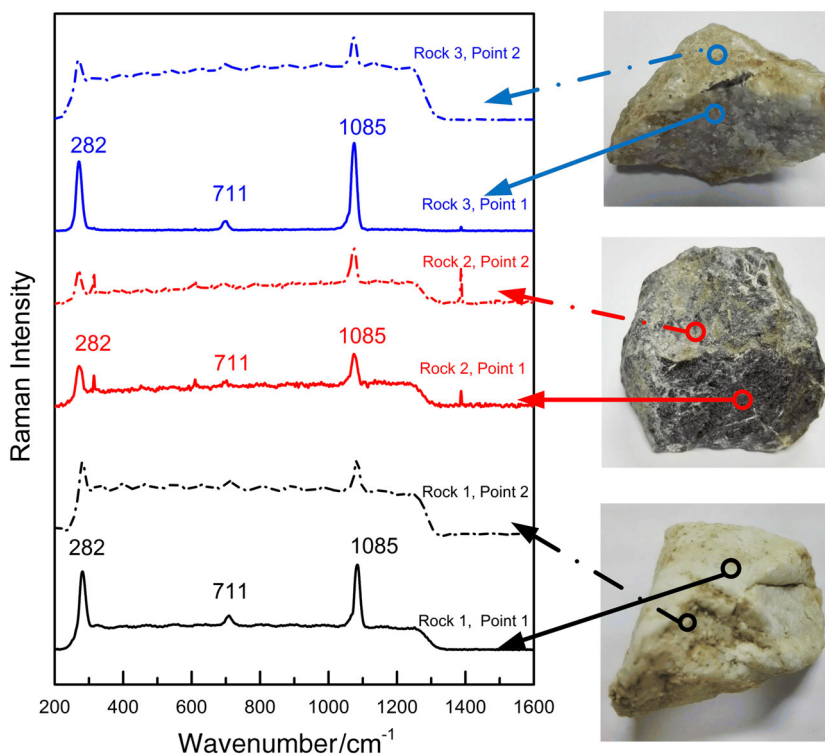 Rock 3, Point 2
282
1085
711
Rock 3, Point 1
Rock 2, Point 2
282
1085
711
Rock 2, Point 1
Rock 1, Point 2
282
1085
711
Rock 1, Point 1
Raman Intensity
200 400 600 800 1000 1200 1400 1600
Wavenumber/cm⁻¹